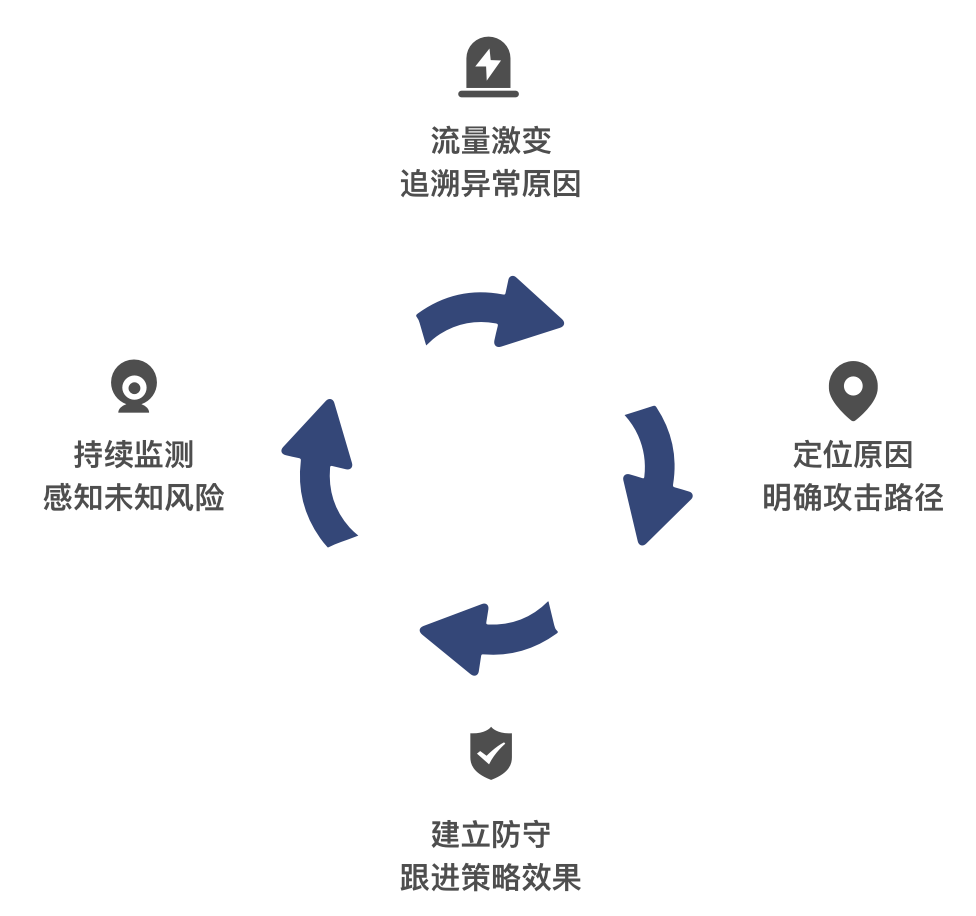 流量激变
追溯异常原因
持续监测
感知未知风险
定位原因
明确攻击路径
建立防守
跟进策略效果